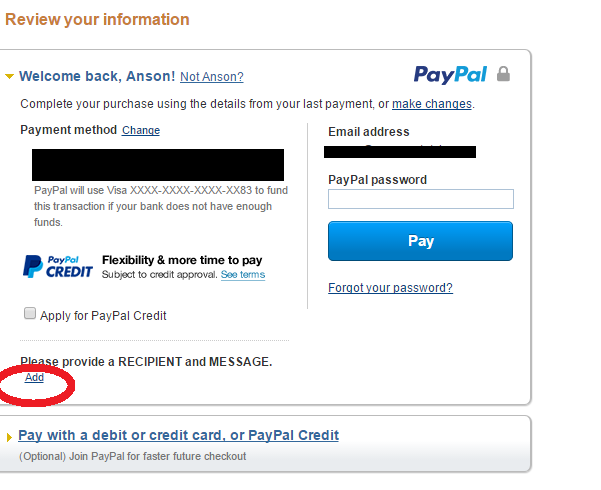 Review your information
Welcome back, Anson! Not Anson?
PayPal
Complete your purchase using the details from your last payment, or make changes.
Payment method Change
PayPal will use Visa XXXX-XXXX-XXXX-XX83 to fund
this transaction if your bank does not have enough
funds.
PayPal
CREDIT
Flexibility & more time to pay
Subject to credit approval. See terms
Apply for PayPal Credit
Please provide a RECIPIENT and MESSAGE.
Add
Email address
PayPal password
Pay
Forgot your password?
Pay with a debit or credit card, or PayPal Credit
(Optional) Join PayPal for faster future checkout